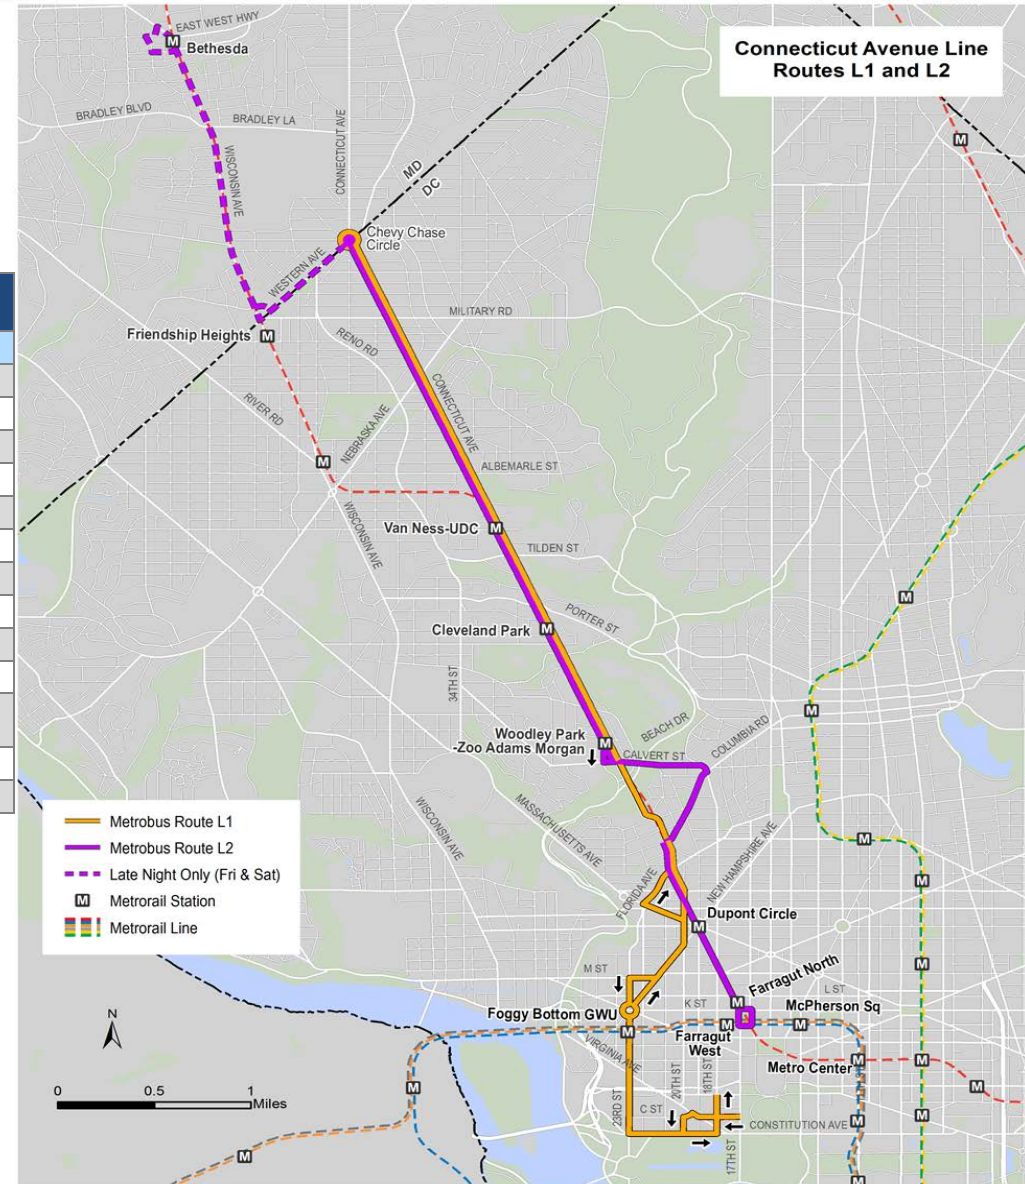 Connecticut Avenue Line
Routes L1 and L2
EAST WEST HWY
M
Bethesda
BRADLEY BLVD
BRADLEY LA
CONNECTICUT AVE
WISCONSIN AVE
M
MD
DC
Chevy Chase
Circle
WESTERN AVE
MILITARY RD
Friendship Heights
M
RENO RD
RIVER RD
NEBRASKA AVE
CONNECTICUT AVE
M
ALBEMARLE ST
WISCONSIN AVE
Van Ness-UDC
M
TILDEN ST
M
PORTER ST
Cleveland Park
M
34TH ST
BEACH DR
COLUMBIA RD
M
Woodley Park
-Zoo Adams Morgan
M
CALVERT ST
WISCONSIN AVE
MASSACHUSETTS AVE
NEW HAMPSHIRE AVE
M
FLORIDA AVE
M
Dupont Circle
M
Metrobus Route L1
Metrobus Route L2
Late Night Only (Fri & Sat)
M
Metrorail Station
Metrorail Line
M ST
M
Farragut North
L ST
M
K ST
McPherson Sq
Foggy Bottom GWU
M
M
M
Farragut
West
VIRGINIA AVE
20TH ST
18TH ST
Metro Center
M
M
M
M
23RD ST
C ST
CONSTITUTION AVE
17TH ST
M
M
M
M
N
0
0.5
1
Miles